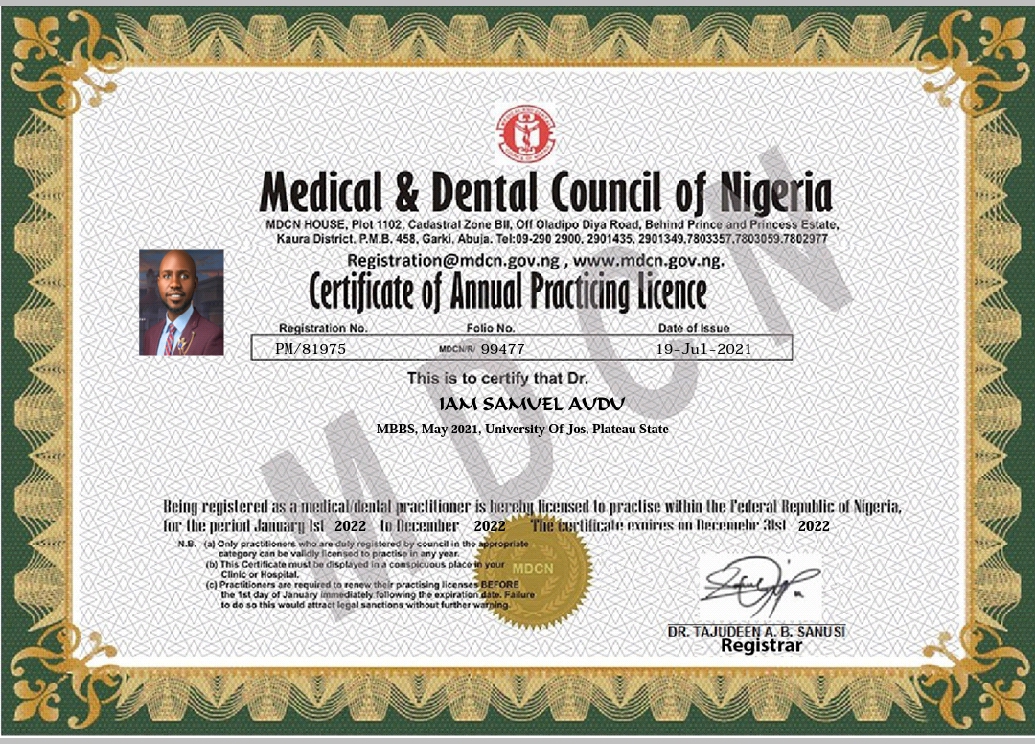 Medical & Dental Council of Nigeria
MDCN HOUSE, Plot 1102, Cadastral Zone BII, Off Oladipo Diya Road, Behind Prince and Princess Estate,
Kaura District, P.M.B. 458, Garki, Abuja. Tel:09-290 2900, 2901435, 2901349,7803357,7803059,7802977
Registration@mdcn.gov.ng , www.mdcn.gov.ng.
Certificate of Annual Practicing Licence
Registration No. Folio No. Date of Issue
PM/81975 MDCN/R/ 99477 19-Jul-2021
This is to certify that Dr.
IAM SAMUEL AUDU
MBBS, May 2021, University Of Jos, Plateau State
MDCN
Being registered as a medical/dental practitioner is hereby licensed to practise within the Federal Republic of Nigeria,
for the period January 1st 2022 to December 2022 The certificate expires on Decemebr 31st 2022
N.B. (a) Only practitioners who are duly registered by council in the appropriate
category can be validly licensed to practise in any year.
(b) This Certificate must be displayed in a conspicuous place in your
Clinic or Hospital.
(c) Practitioners are required to renew their practising licenses BEFORE
the 1st day of January immediately following the expiration date. Failure
to do so this would attract legal sanctions without further warning.
MDCN
DR. TAJUDEEN A. B. SANUSI
Registrar